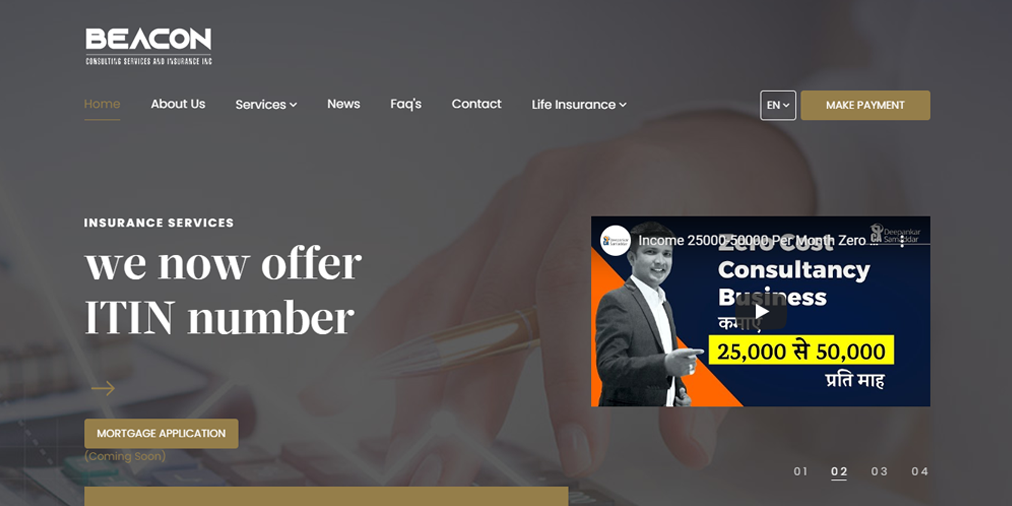 BEACON
CONSULTING SERVICES AND INSURANCE INC
Home About Us Services News Faq's Contact Life Insurance EN MAKE PAYMENT
INSURANCE SERVICES
we now offer
ITIN number
MORTGAGE APPLICATION
(Coming Soon)
Income 25000-50000 Per Month Zero ...
Deepankar
Samaddar
Zero Cost
Consultancy
Business
कमाए
25,000 से 50,000
प्रति माह
01 02 03 04